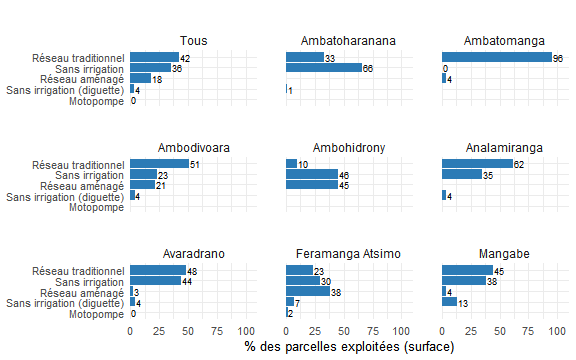 Tous Ambatoharanana Ambatomanga
Réseau traditionnel 42 33 96
Sans irrigation 36 66 0
Réseau aménagé 18 4
Sans irrigation (diguette) 4 1
Motopompe 0
Ambodivoara Ambohidrony Analamiranga
Réseau traditionnel 51 10 62
Sans irrigation 23 46 35
Réseau aménagé 21 45
Sans irrigation (diguette) 4 4
Motopompe
Avaradrano Feramanga Atsimo Mangabe
Réseau traditionnel 48 23 45
Sans irrigation 44 30 38
Réseau aménagé 3 38 4
Sans irrigation (diguette) 4 7 13
Motopompe 0 2
0 25 50 75 100 0 25 50 75 100 0 25 50 75 100
% des parcelles exploitées (surface)